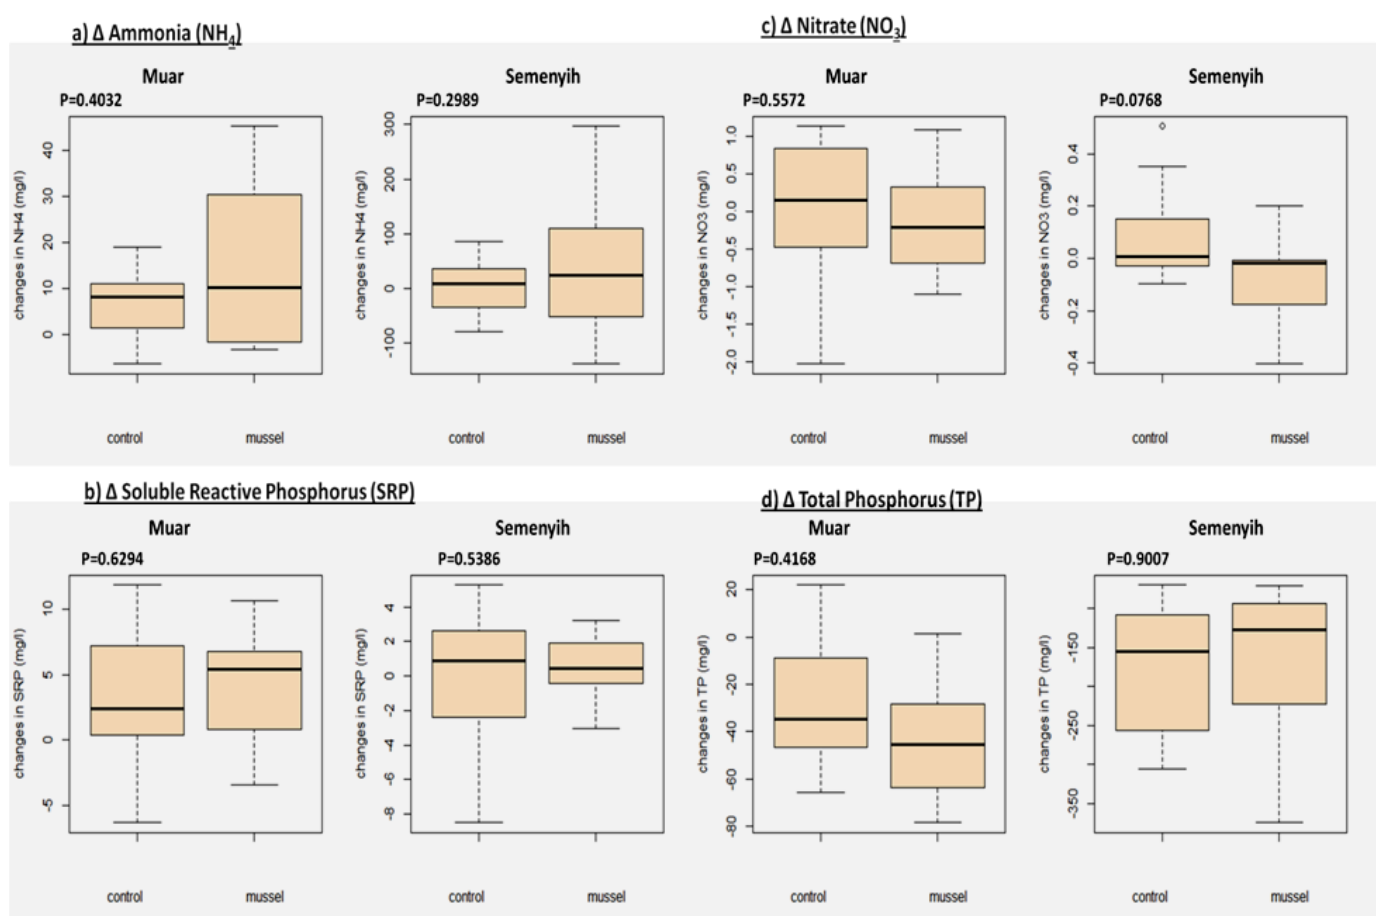 a) Δ Ammonia (NH4)
Muar
P=0.4032
changes in NH4 (mg/l)
40
30
20
10
0
control
mussel
Semenyih
P=0.2989
changes in NH4 (mg/l)
300
200
100
0
-100
control
mussel
c) Δ Nitrate (NO3)
Muar
P=0.5572
changes in NO3 (mg/l)
1.0
0.5
0.0
-0.5
-1.0
-1.5
-2.0
control
mussel
Semenyih
P=0.0768
changes in NO3 (mg/l)
0.4
0.2
0.0
-0.2
-0.4
control
mussel
b) Δ Soluble Reactive Phosphorus (SRP)
Muar
P=0.6294
changes in SRP (mg/l)
10
5
0
-5
control
mussel
Semenyih
P=0.5386
changes in SRP (mg/l)
4
2
0
-2
-4
-6
-8
control
mussel
d) Δ Total Phosphorus (TP)
Muar
P=0.4168
changes in TP (mg/l)
20
0
-20
-40
-60
-80
control
mussel
Semenyih
P=0.9007
changes in TP (mg/l)
-150
-250
-350
control
mussel